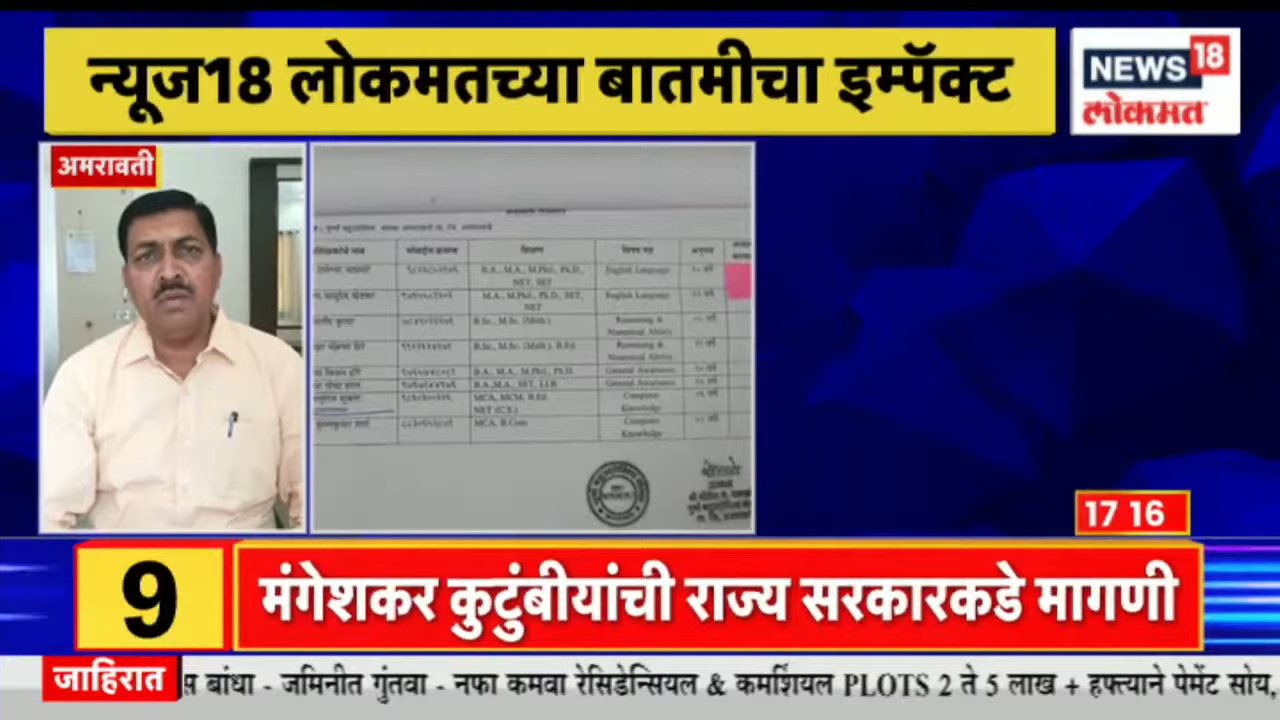 न्यूज18 लोकमतच्या बातमीचा इम्पॅक्ट
NEWS 18
लोकमत
अमरावती
B.A., M.A., M.Phil., Ph.D.,
NET, SET
English Language
M.A., M.Phil., Ph.D., SET,
NET
English Language
B.Sc., M.Sc. (Math.)
Reasoning &
Numerical Ability
B.Sc., M.Sc. (Math.), B.Ed.
Reasoning &
Numerical Ability
B.A., M.A., M.Phil., Ph.D.
General Awareness
B.A., M.A., SET, LLB
General Awareness
MCA, MCM, B.Ed.
NET (C.S.)
Computer
Knowledge
MCA, B.Com
Computer
Knowledge
17 16
9
मंगेशकर कुटुंबीयांची राज्य सरकारकडे मागणी
जाहिरात
बांधा - जमिनीत गुंतवा - नफा कमवा रेसिडेन्सियल & कमर्शियल PLOTS 2 ते 5 लाख + हफ्त्याने पेमेंट सोय,